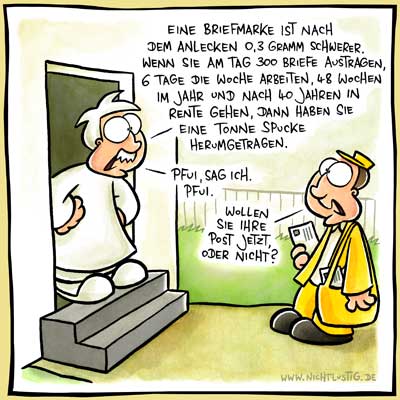 EINE BRIEFMARKE IST NACH
DEM ANLECKEN 0,3 GRAMM SCHWERER.
WENN SIE AM TAG 300 BRIEFE AUSTRAGEN,
6 TAGE DIE WOCHE ARBEITEN, 48 WOCHEN
IM JAHR UND NACH 40 JAHREN IN
RENTE GEHEN, DANN HABEN SIE
EINE TONNE SPUCKE
HERUMGETRAGEN.
PFUI, SAG ICH.
PFUI.
WOLLEN
SIE IHRE
POST JETZT,
ODER NICHT?
WWW.NICHTLUSTIG.DE